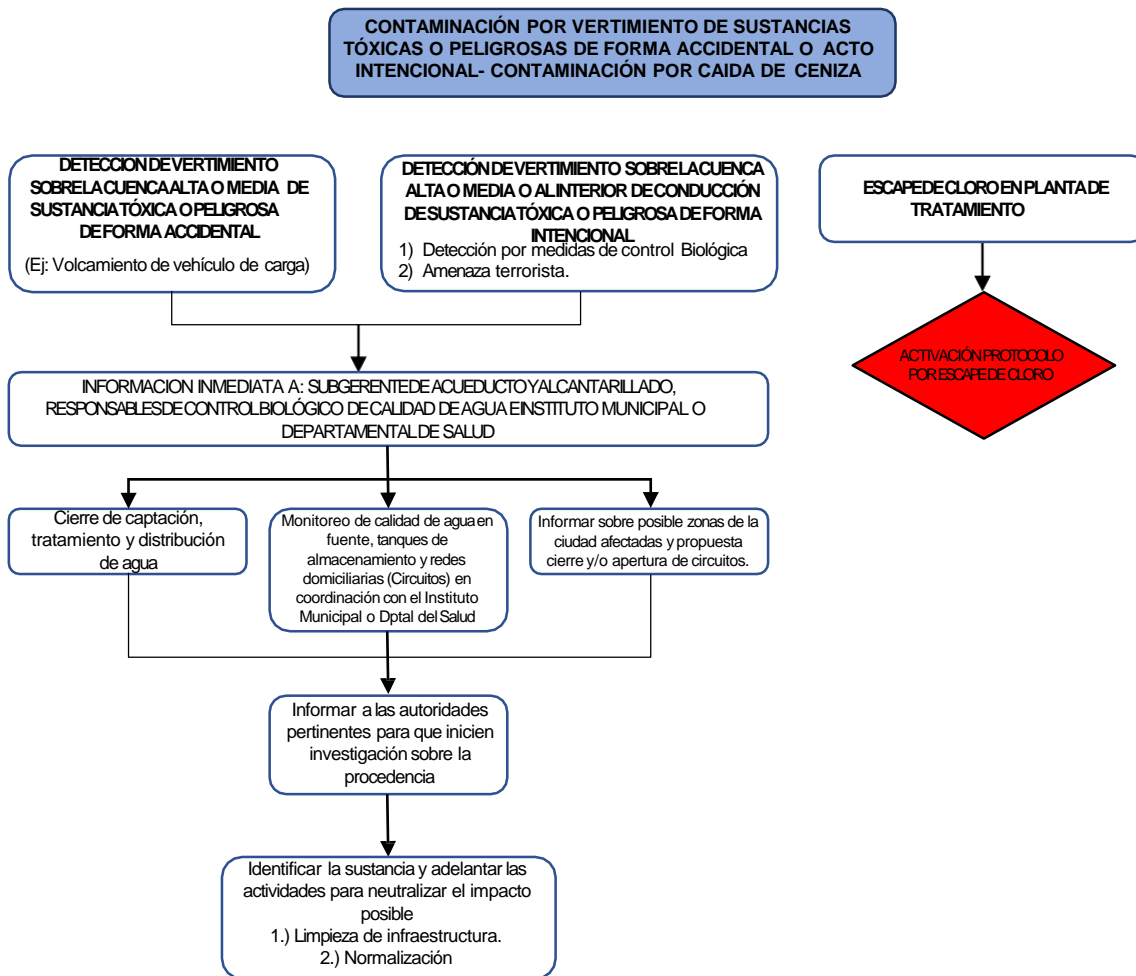 CONTAMINACIÓN POR VERTIMIENTO DE SUSTANCIAS
TÓXICAS O PELIGROSAS DE FORMA ACCIDENTAL O ACTO
INTENCIONAL- CONTAMINACIÓN POR CAIDA DE CENIZA
DETECCION DE VERTIMIENTO
SOBRE LA CUENCA ALTA O MEDIA DE
SUSTANCIA TÓXICA O PELIGROSA
DE FORMA ACCIDENTAL
(Ej: Volcamiento de vehículo de carga)
DETECCIÓN DE VERTIMIENTO SOBRE LA CUENCA
ALTA O MEDIA O AL INTERIOR DE CONDUCCIÓN
DE SUSTANCIA TÓXICA O PELIGROSA DE FORMA
INTENCIONAL
1) Detección por medidas de control Biológica
2) Amenaza terrorista.
ESCAPE DE CLORO EN PLANTA DE
TRATAMIENTO
ACTIVACIÓN PROTOCOLO
POR ESCAPE DE CLORO
INFORMACION INMEDIATA A: SUBGERENTE DE ACUEDUCTO Y ALCANTARILLADO,
RESPONSABLES DE CONTROL BIOLÓGICO DE CALIDAD DE AGUA E INSTITUTO MUNICIPAL O
DEPARTAMENTAL DE SALUD
Cierre de captación,
tratamiento y distribución
de agua
Monitoreo de calidad de agua en
fuente, tanques de
almacenamiento y redes
domiciliarias (Circuitos) en
coordinación con el Instituto
Municipal o Dptal del Salud
Informar sobre posible zonas de la
ciudad afectadas y propuesta
cierre y/o apertura de circuitos.
Informar a las autoridades
pertinentes para que inicien
investigación sobre la
procedencia
Identificar la sustancia y adelantar las
actividades para neutralizar el impacto
posible
1.) Limpieza de infraestructura.
2.) Normalización